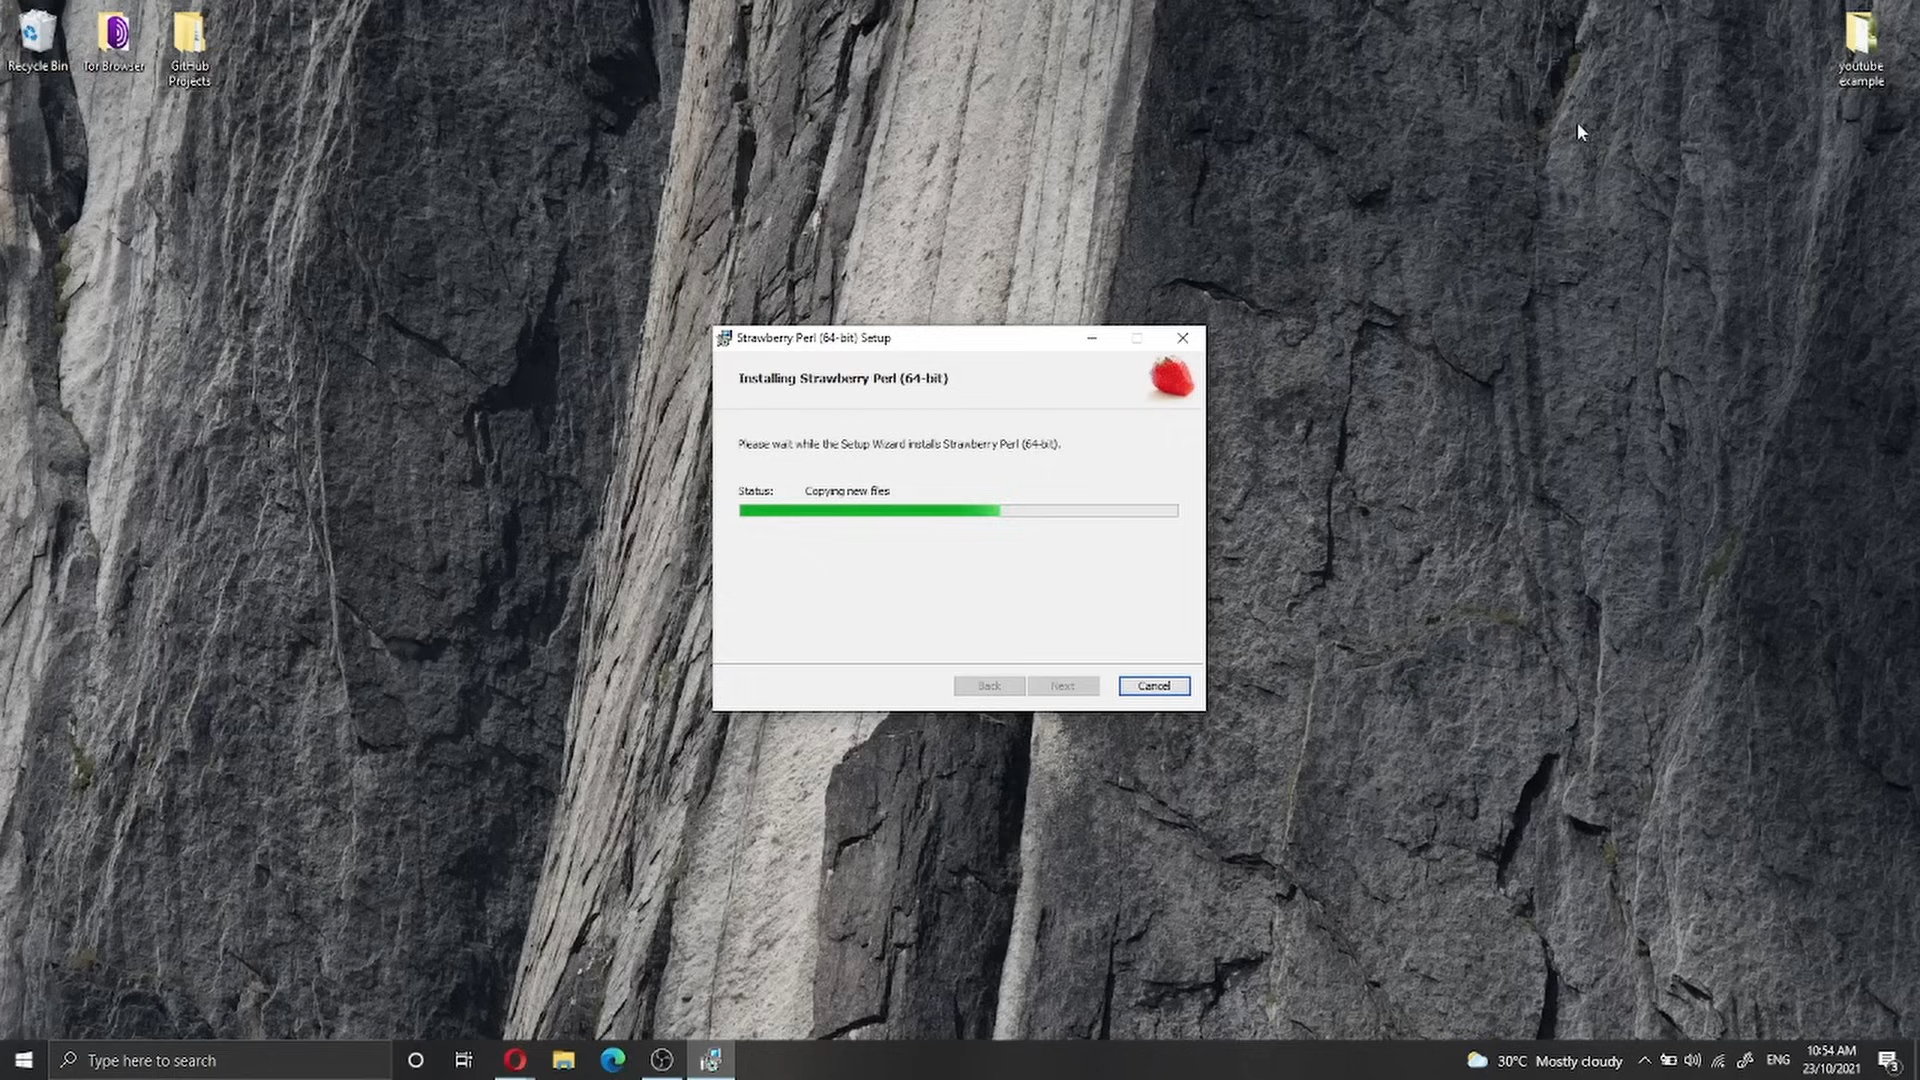 Recycle Bin
Tor Browser
GitHub
Projects
youtube
example
Strawberry Perl (64-bit) Setup
Installing Strawberry Perl (64-bit)
Please wait while the Setup Wizard installs Strawberry Perl (64-bit).
Status: Copying new files
Back Next Cancel
Type here to search
30°C Mostly cloudy
ENG
10:54 AM
23/10/2021
3